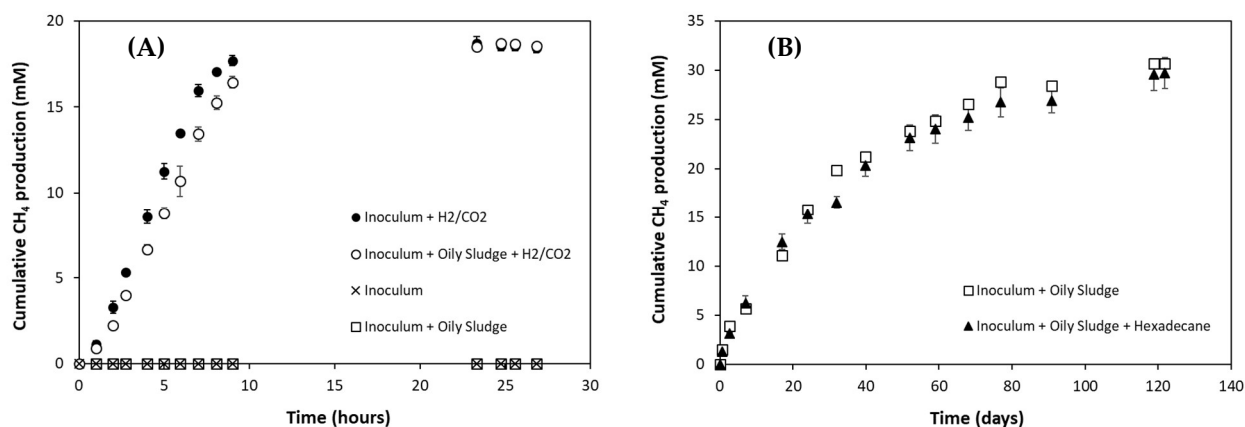 (A)
Cumulative CH4 production (mM)
20
15
10
5
0
0 5 10 15 20 25 30
Time (hours)
Inoculum + H2/CO2
Inoculum + Oily Sludge + H2/CO2
Inoculum
Inoculum + Oily Sludge
(B)
Cumulative CH4 production (mM)
35
30
25
20
15
10
5
0
0 20 40 60 80 100 120 140
Time (days)
Inoculum + Oily Sludge
Inoculum + Oily Sludge + Hexadecane